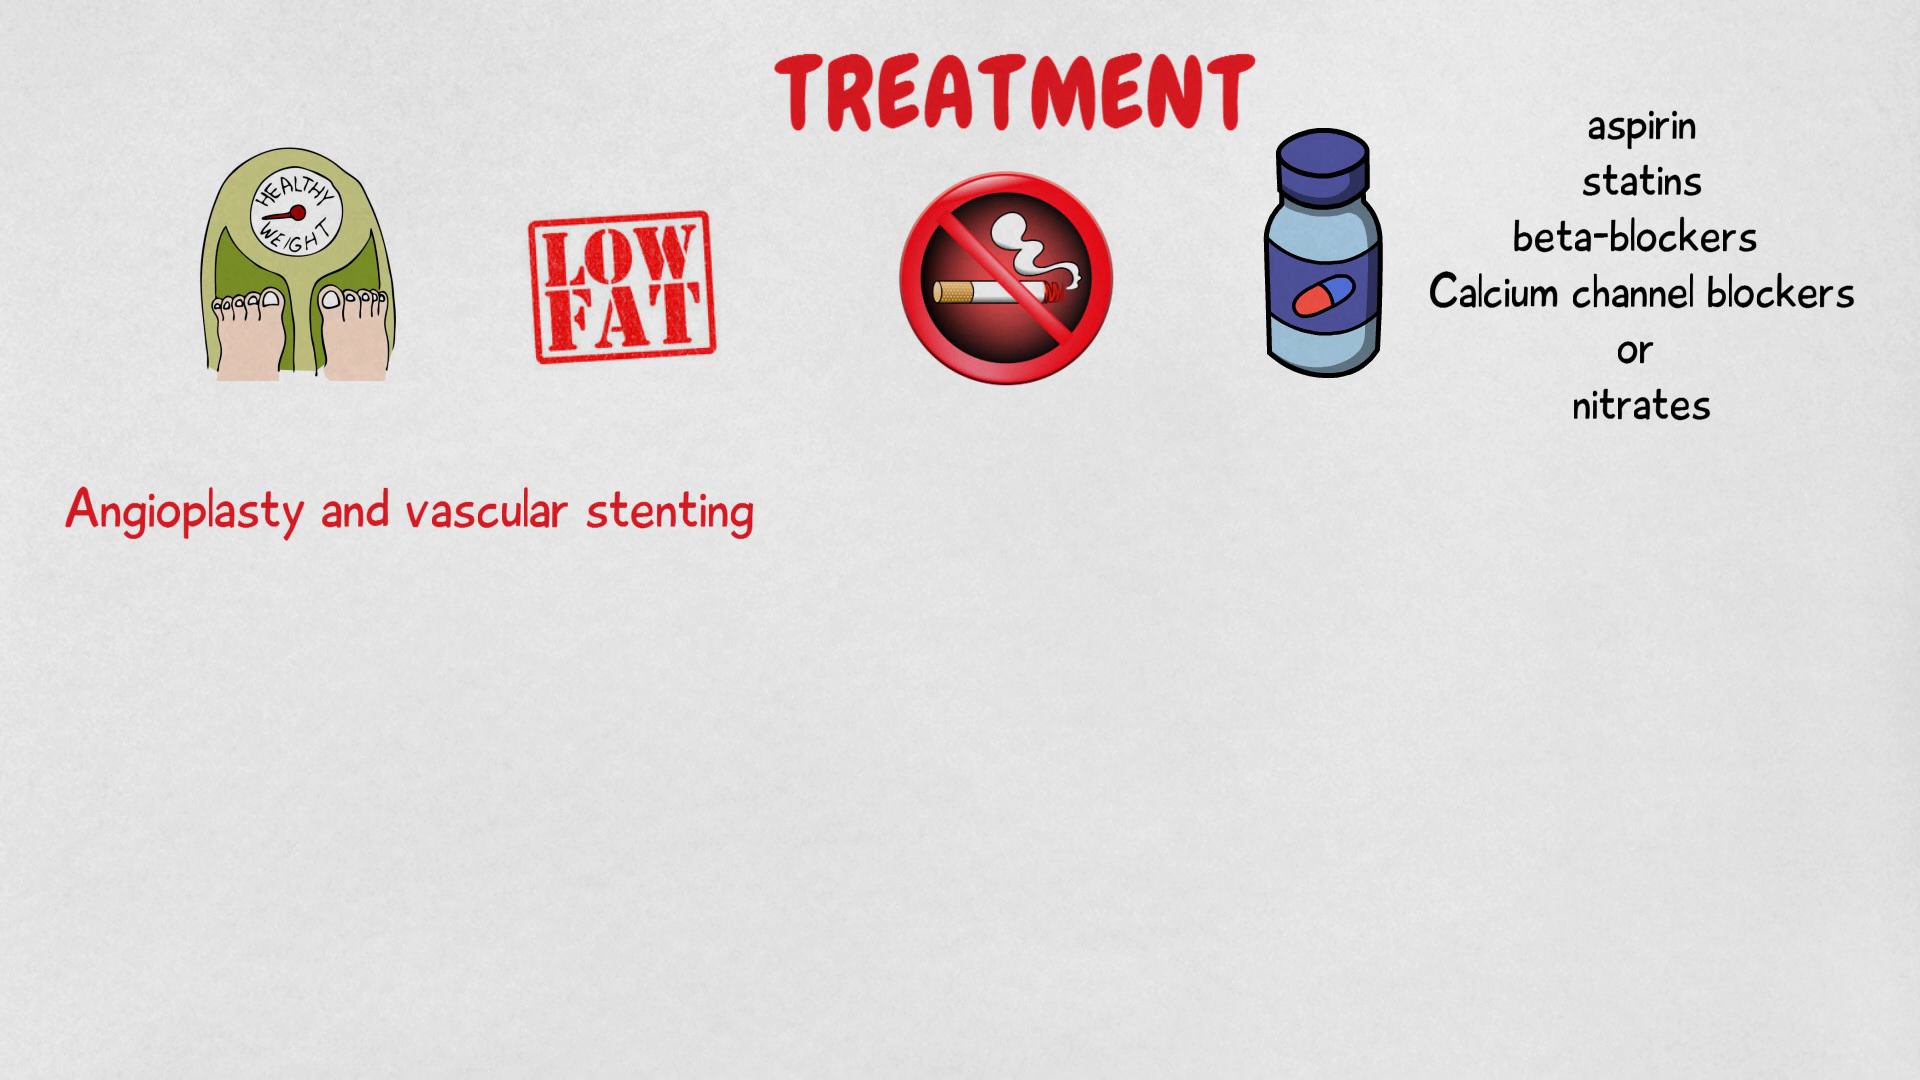 TREATMENT
HEALTHY
WEIGHT
LOW
FAT
aspirin
statins
beta-blockers
Calcium channel blockers
or
nitrates
Angioplasty and vascular stenting